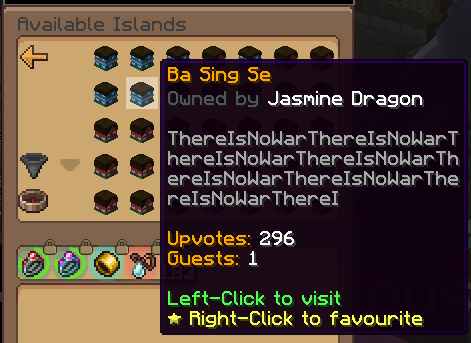 Available Islands
Ba Sing Se
Owned by Jasmine Dragon
ThereIsNoWarThereIsNoWarT
hereIsNoWarThereIsNoWarTh
ereIsNoWarThereIsNoWarThe
reIsNoWarThereI
Upvotes: 296
Guests: 1
Left-Click to visit
★ Right-Click to favourite